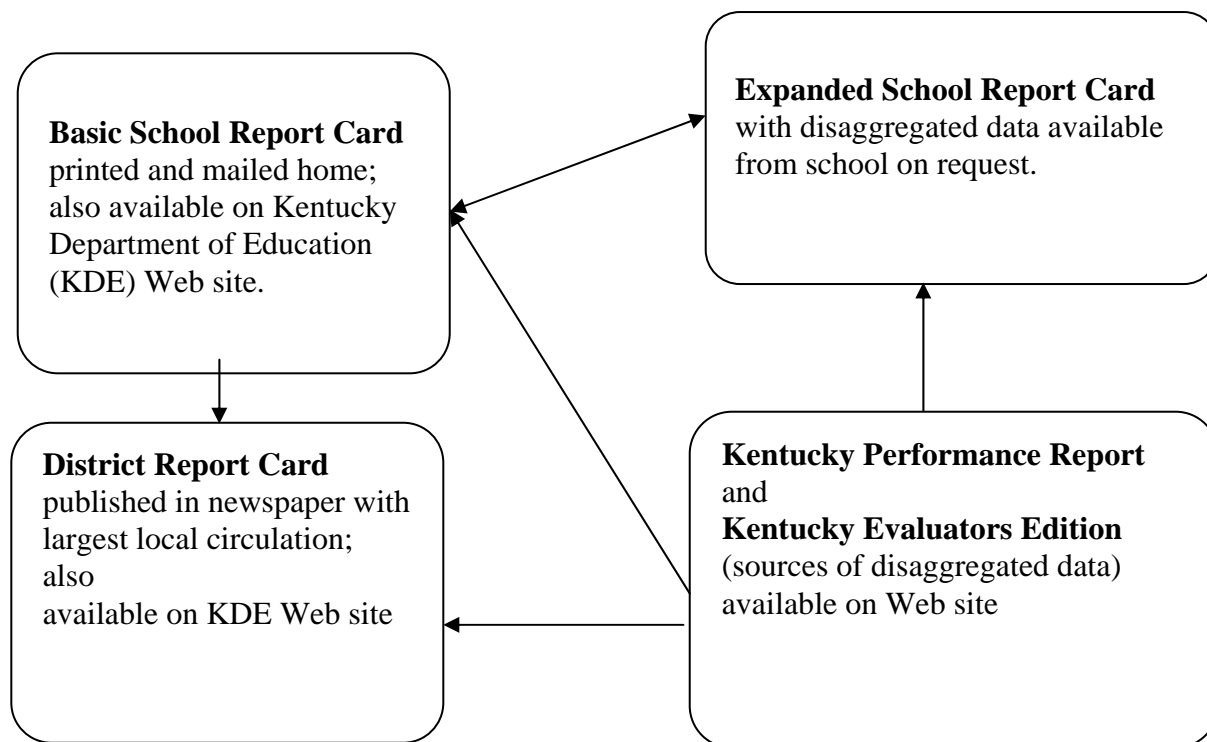 Basic School Report Card
printed and mailed home;
also available on Kentucky
Department of Education
(KDE) Web site.
Expanded School Report Card
with disaggregated data available
from school on request.
District Report Card
published in newspaper with
largest local circulation;
also
available on KDE Web site
Kentucky Performance Report
and
Kentucky Evaluators Edition
(sources of disaggregated data)
available on Web site